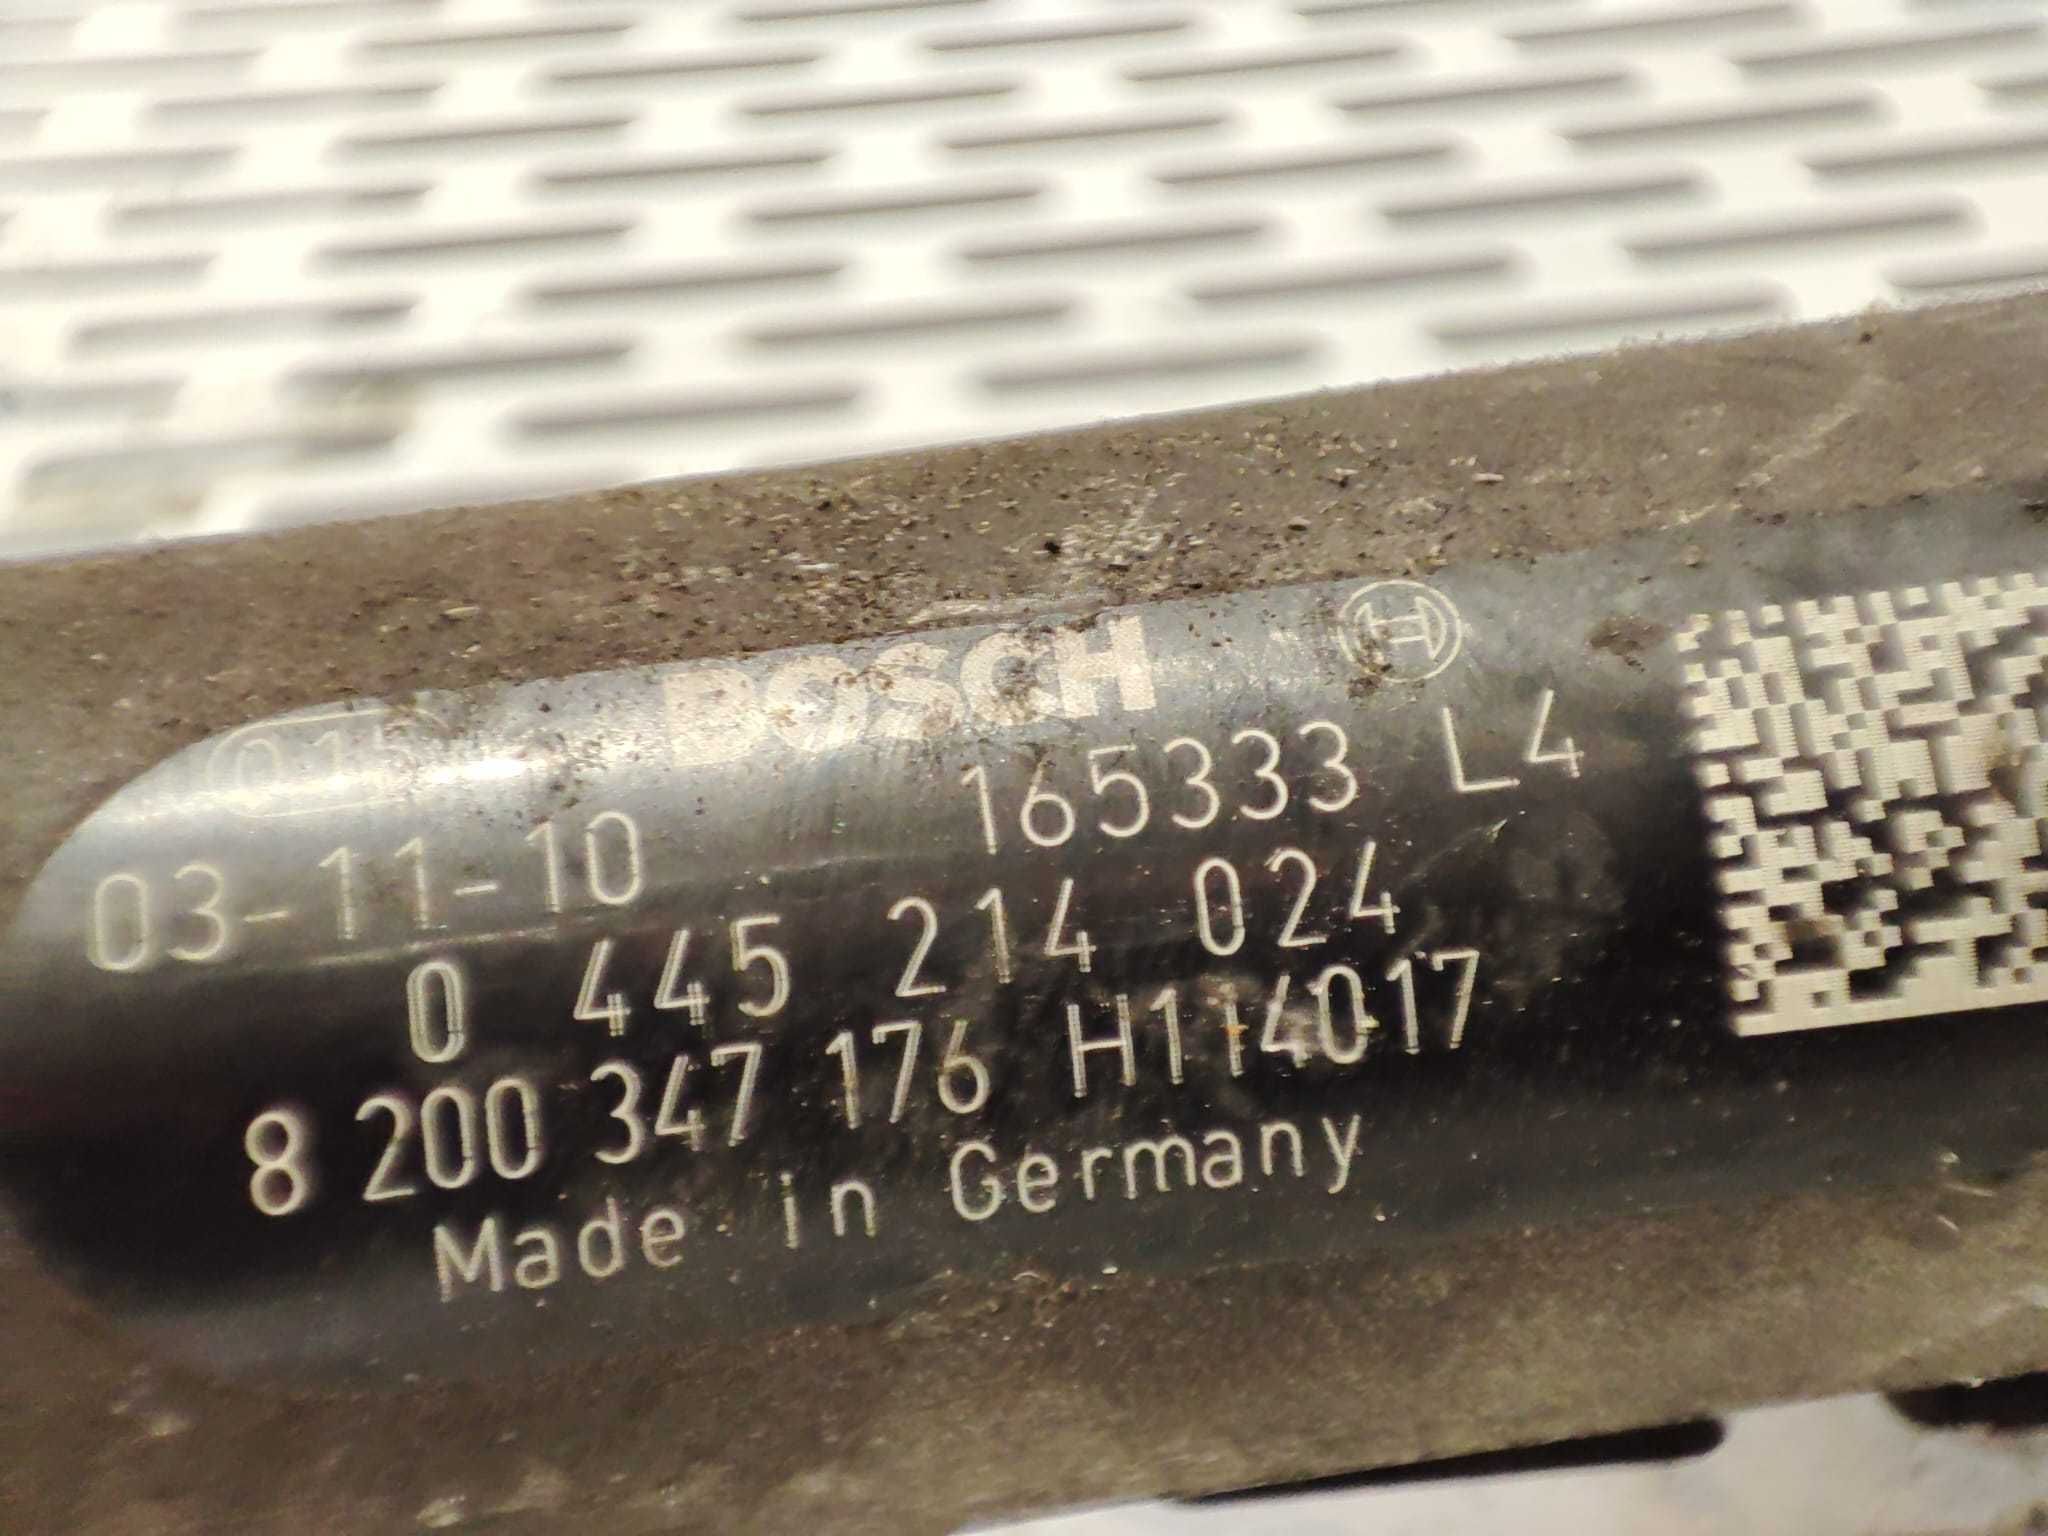 BOSCH
03-11-10 165333 L4
0 445 214 024
8 200 347 176 H114017
Made in Germany